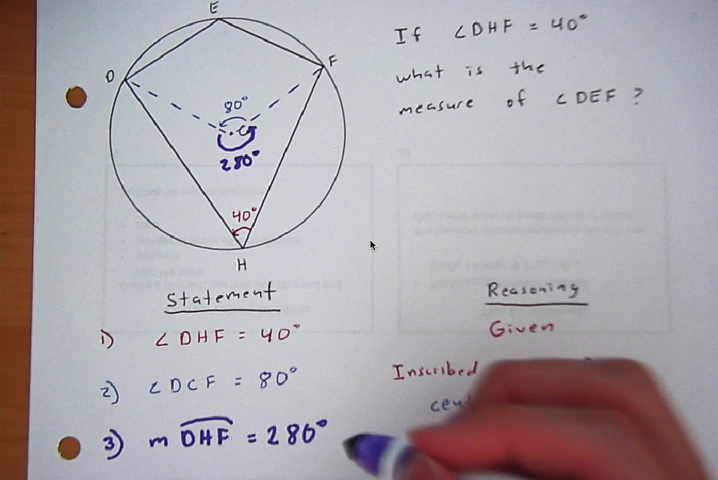 E
If ∠DHF = 40°
what is the
measure of ∠DEF ?
D
F
80°
C
280°
40°
H
Statement
Reasoning
1) ∠DHF = 40°
Given
2) ∠DCF = 80°
Inscribed
3) m DHF = 280°